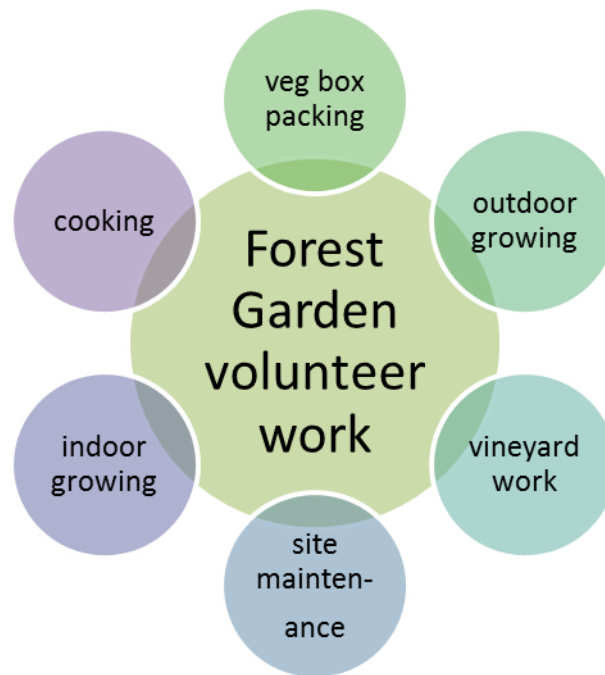 veg box
packing
outdoor
growing
vineyard
work
site
mainten-
ance
indoor
growing
cooking
Forest
Garden
volunteer
work